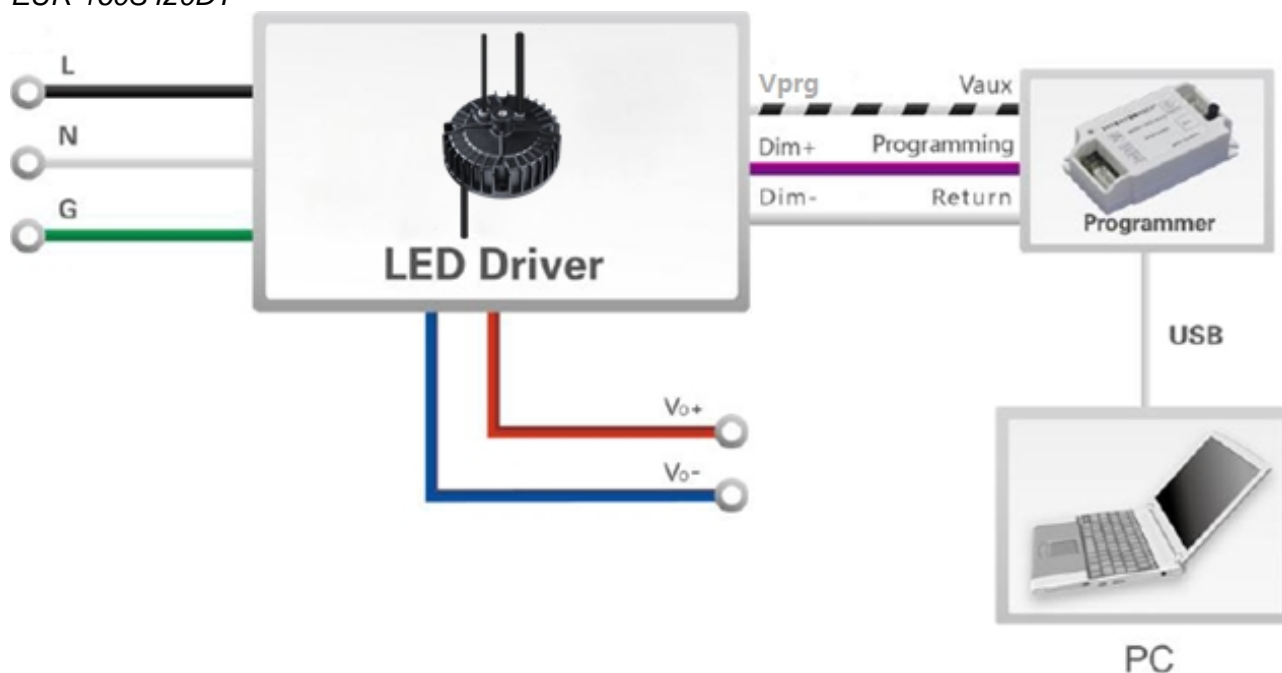 L
N
G
LED Driver
Vprg Vaux
Dim+ Programming
Dim- Return
Programmer
USB
Vo+
Vo-
PC